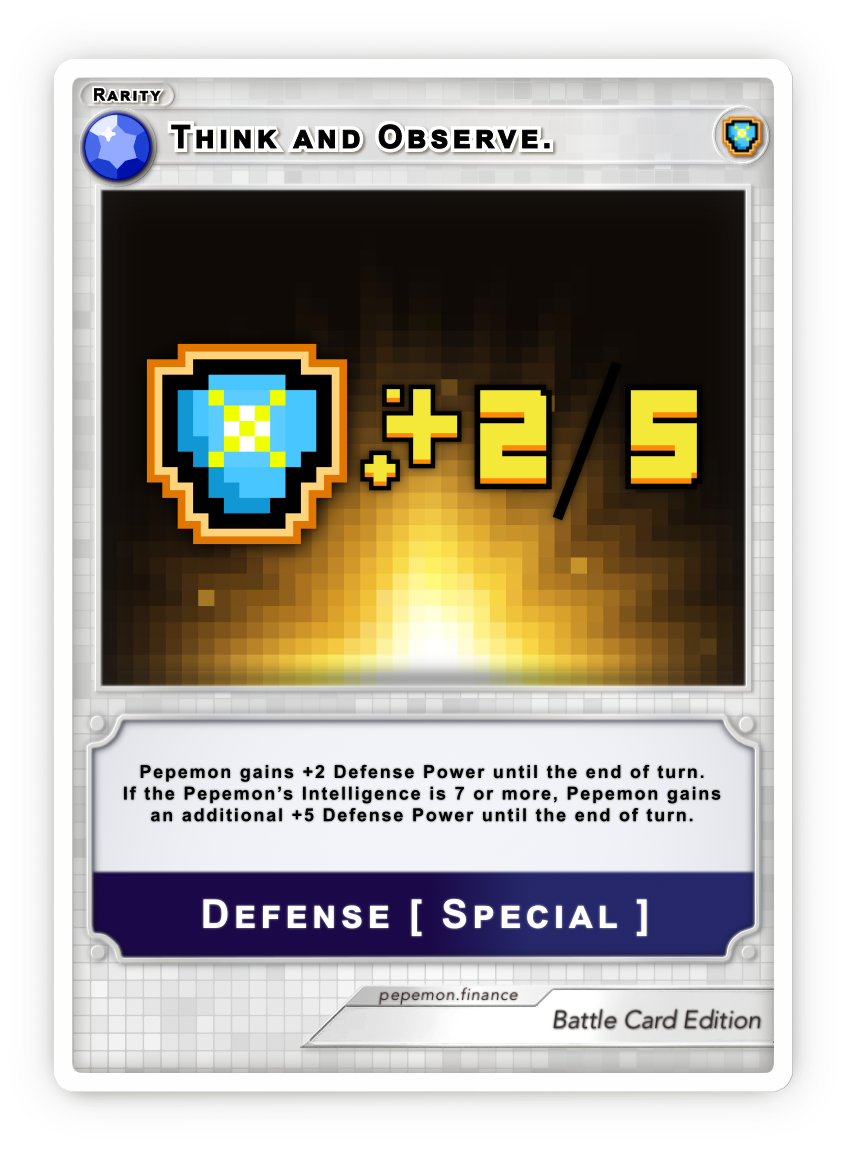 Rarity
Think and Observe.
+2/5
Pepemon gains +2 Defense Power until the end of turn.
If the Pepemon's Intelligence is 7 or more, Pepemon gains
an additional +5 Defense Power until the end of turn.
Defense [ Special ]
pepemon.finance
Battle Card Edition